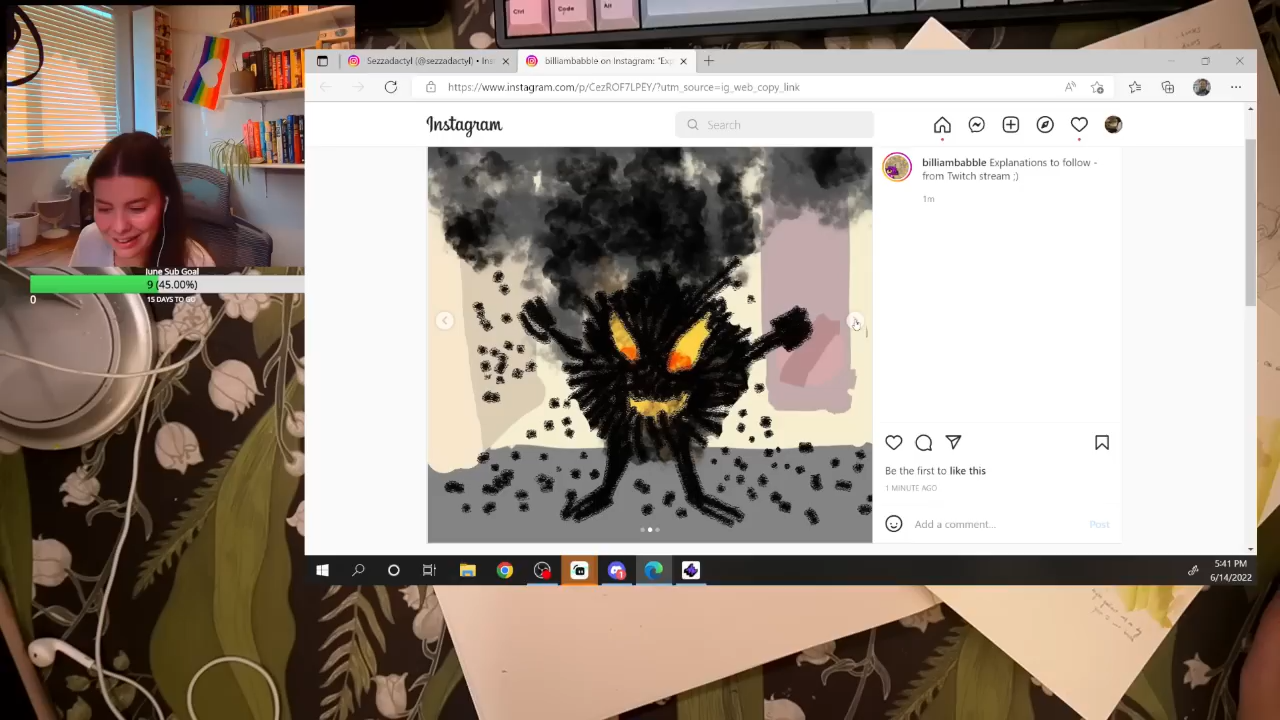 Ctrl
Code
Alt
Sezzadactyl (@sezzadactyl) • Ins
billiambabble on Instagram: "Exp
https://www.instagram.com/p/CezROF7LPEY/?utm_source=ig_web_copy_link
Instagram
Search
billiambabble Explanations to follow -
from Twitch stream ;)
1m
June Sub Goal
9 (45.00%)
0
15 DAYS TO GO
Be the first to like this
1 MINUTE AGO
Add a comment...
Post
5:41 PM
6/14/2022